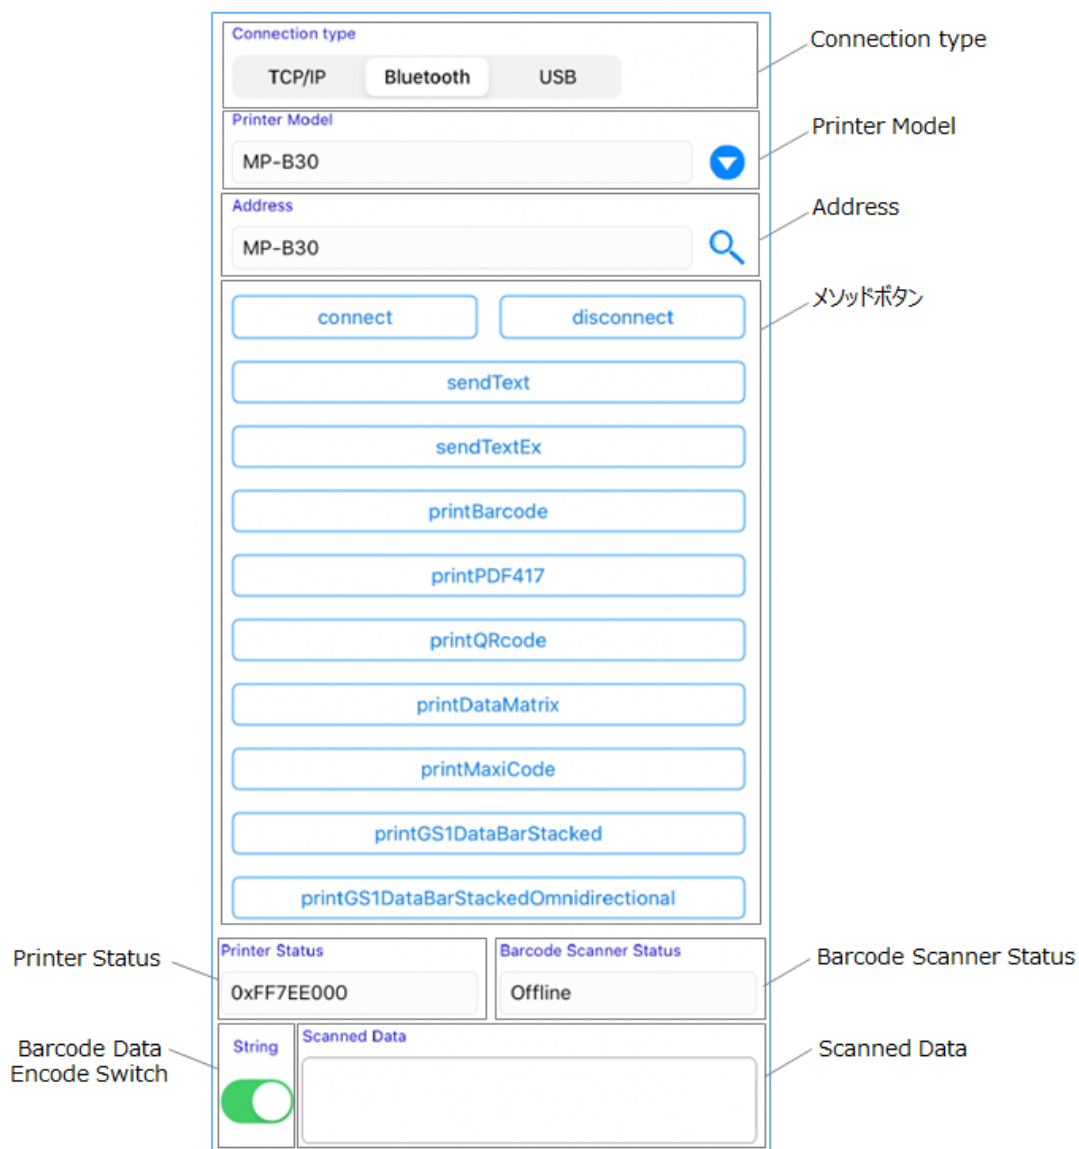 Connection type
TCP/IP Bluetooth USB
Connection type
Printer Model
MP-B30
Printer Model
Address
MP-B30
Address
connect disconnect
メソッドボタン
sendText
sendTextEx
printBarcode
printPDF417
printQRcode
printDataMatrix
printMaxiCode
printGS1DataBarStacked
printGS1DataBarStackedOmnidirectional
Printer Status
Printer Status
0xFF7EE000
Barcode Scanner Status
Offline
Barcode Scanner Status
Barcode Data
Encode Switch
String
Scanned Data
Scanned Data